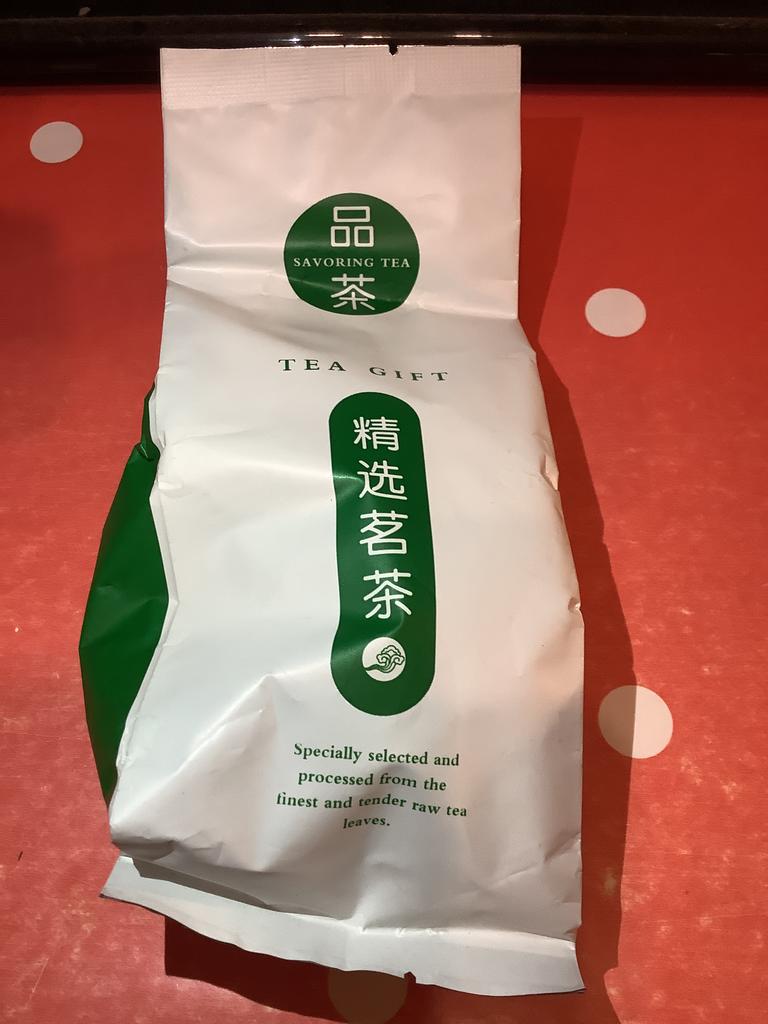 品
SAVORING TEA
茶
TEA GIFT
精选茗茶
Specially selected and
processed from the
finest and tender raw tea
leaves.